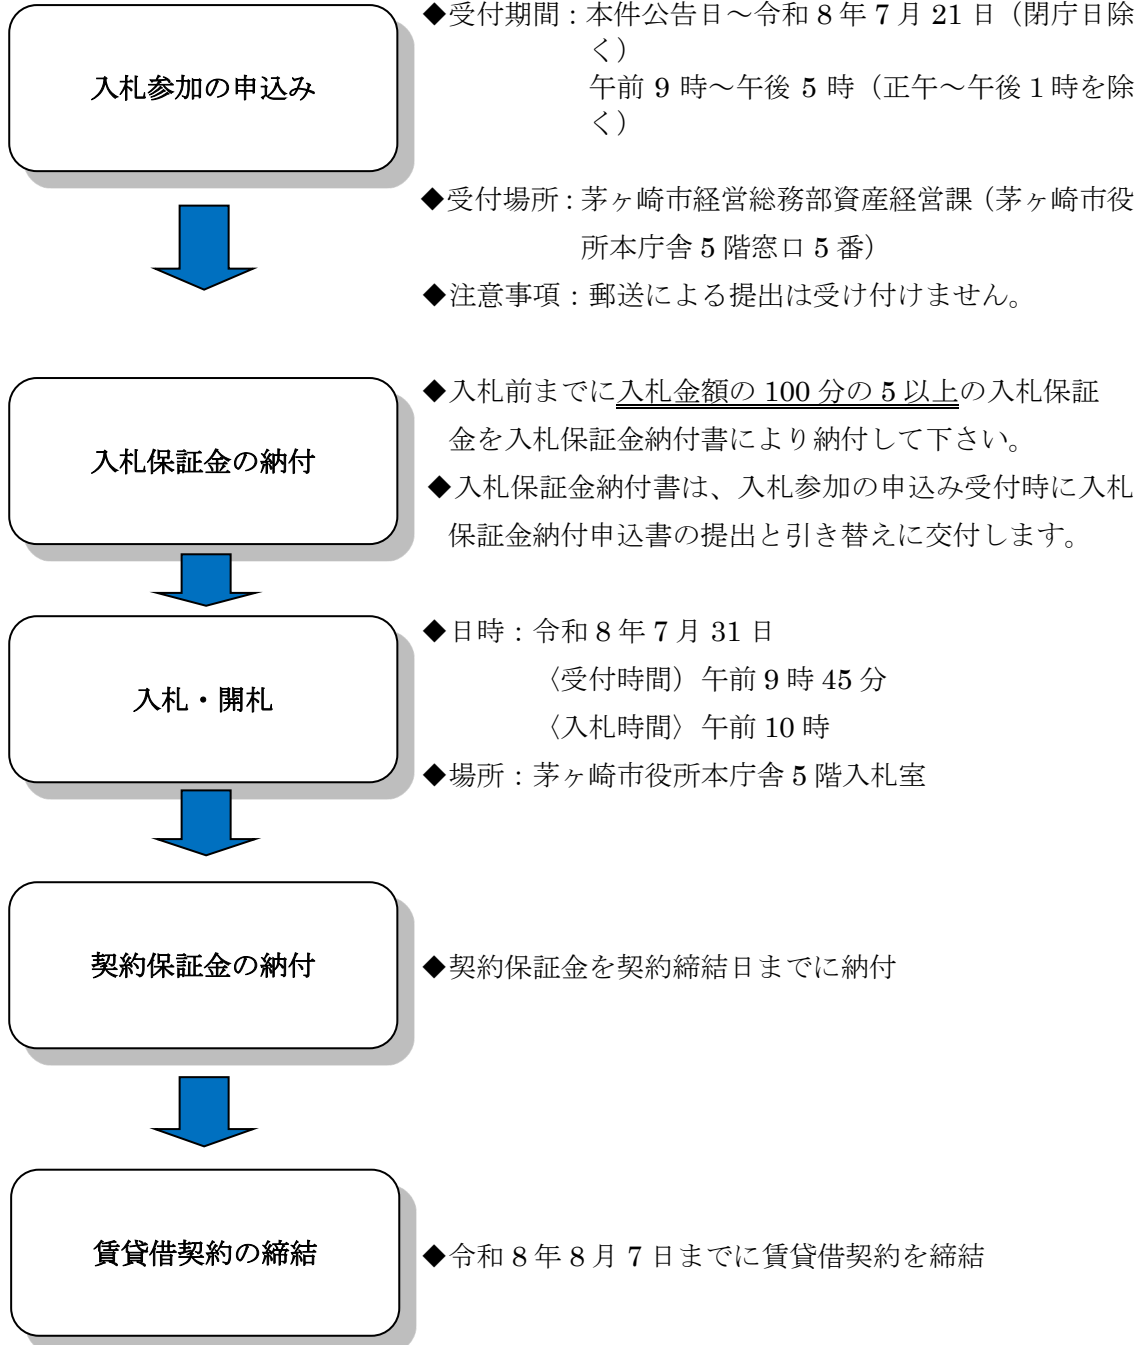 入札参加の申込み
◆受付期間：本件公告日～令和 8 年 7 月 21 日（閉庁日除
く）
午前 9 時～午後 5 時（正午～午後 1 時を除
く）
◆受付場所：茅ヶ崎市経営総務部資産経営課（茅ヶ崎市役
所本庁舎 5 階窓口 5 番）
◆注意事項：郵送による提出は受け付けません。
入札保証金の納付
◆入札前までに入札金額の 100 分の 5 以上の入札保証
金を入札保証金納付書により納付して下さい。
◆入札保証金納付書は、入札参加の申込み受付時に入札
保証金納付申込書の提出と引き替えに交付します。
入札・開札
◆日時：令和 8 年 7 月 31 日
〈受付時間）午前 9 時 45 分
〈入札時間〉午前 10 時
◆場所：茅ヶ崎市役所本庁舎 5 階入札室
契約保証金の納付
◆契約保証金を契約締結日までに納付
賃貸借契約の締結
◆令和 8 年 8 月 7 日までに賃貸借契約を締結